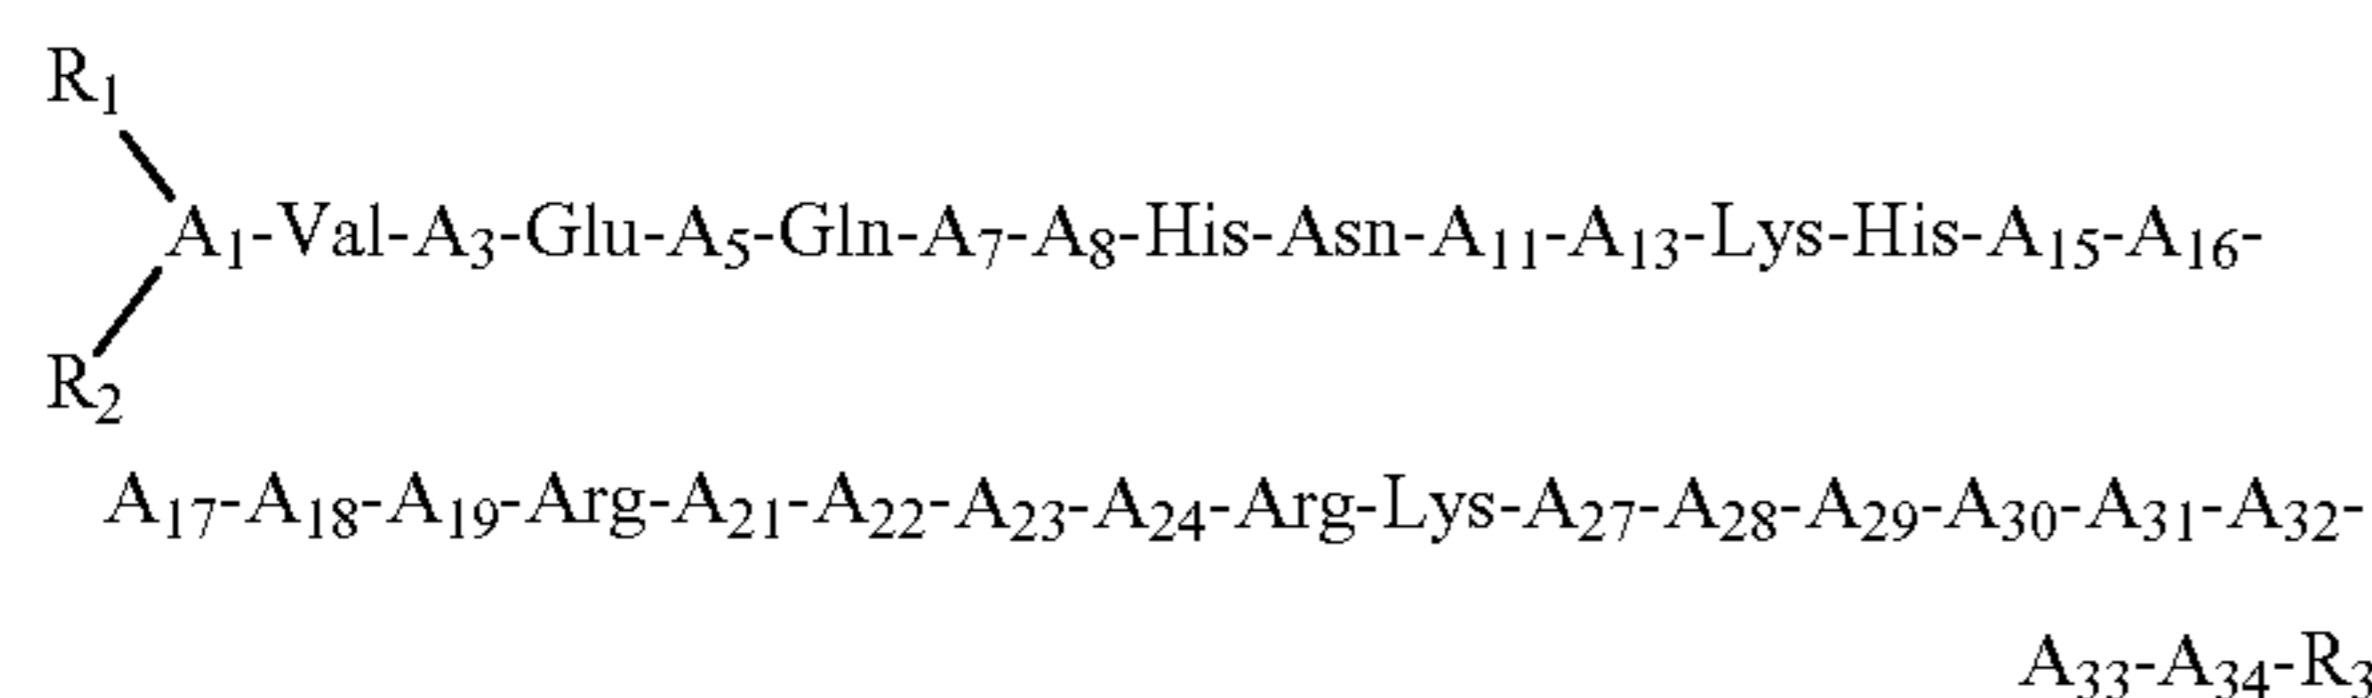 R₁
A₁-Val-A₃-Glu-A₅-Gln-A₇-A₈-His-Asn-A₁₁-A₁₃-Lys-His-A₁₅-A₁₆-
R₂
A₁₇-A₁₈-A₁₉-Arg-A₂₁-A₂₂-A₂₃-A₂₄-Arg-Lys-A₂₇-A₂₈-A₂₉-A₃₀-A₃₁-A₃₂-
A₃₃-A₃₄-R₃